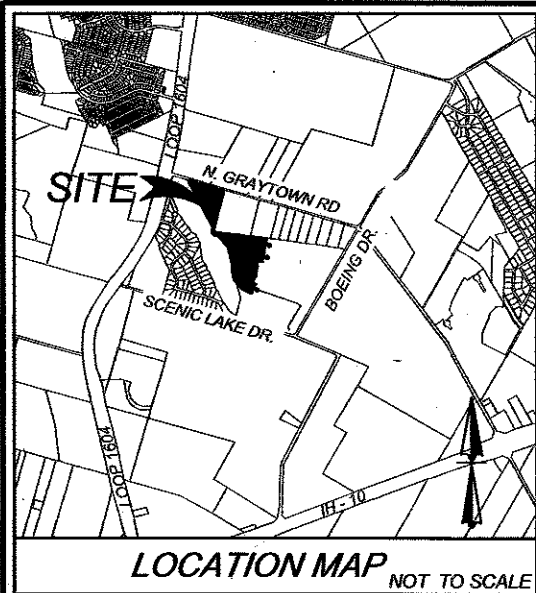 LOOP 1604
N. GRAYTOWN RD
SITE
BOEING DR.
SCENIC LAKE DR.
LOOP 1604
IH - 10
LOCATION MAP
NOT TO SCALE